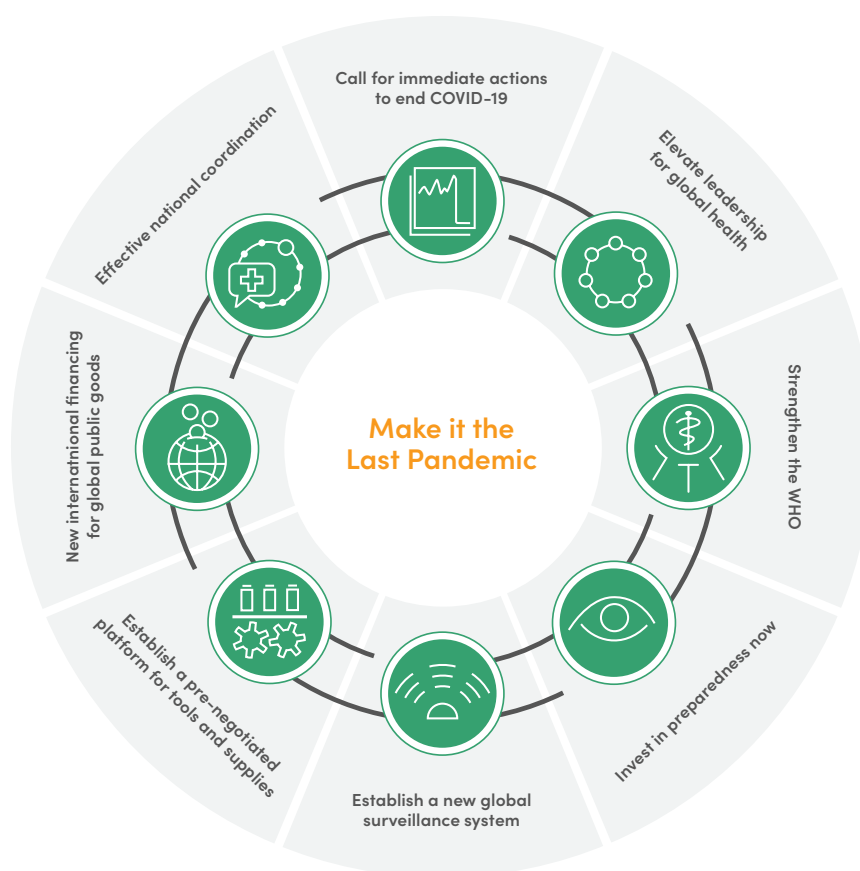 Call for immediate actions
to end COVID-19
Elevate leadership
for global health
Strengthen the WHO
Invest in preparedness now
Establish a new global
surveillance system
Establish a pre-negotiated
platform for tools and supplies
New internatnional financing
for global public goods
Effective national coordination
Make it the
Last Pandemic